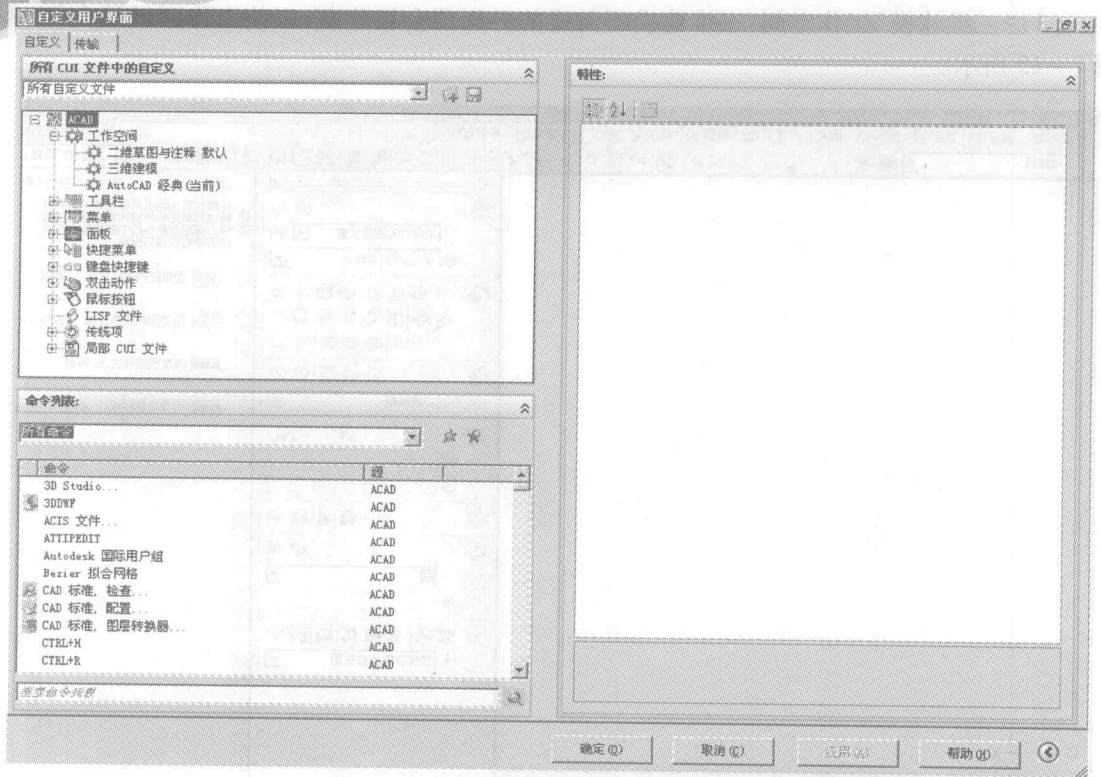 自定义用户界面
自定义 传输
所有 CUI 文件中的自定义
所有自定义文件
ACAD
工作空间
二维草图与注释 默认
三维建模
AutoCAD 经典(当前)
工具栏
菜单
面板
快捷菜单
键盘快捷键
双击动作
鼠标按钮
LISP 文件
传统项
局部 CUI 文件
命令列表:
所有命令
命令 源
3D Studio... ACAD
3DDWF ACAD
ACIS 文件... ACAD
ATTIPEDIT ACAD
Autodesk 国际用户组 ACAD
Bezier 拟合网格 ACAD
CAD 标准, 检查... ACAD
CAD 标准, 配置... ACAD
CAD 标准, 图层转换器... ACAD
CTRL+H ACAD
CTRL+R ACAD
搜索命令列表
特性:
确定(O) 取消(C) 应用(A) 帮助(H)